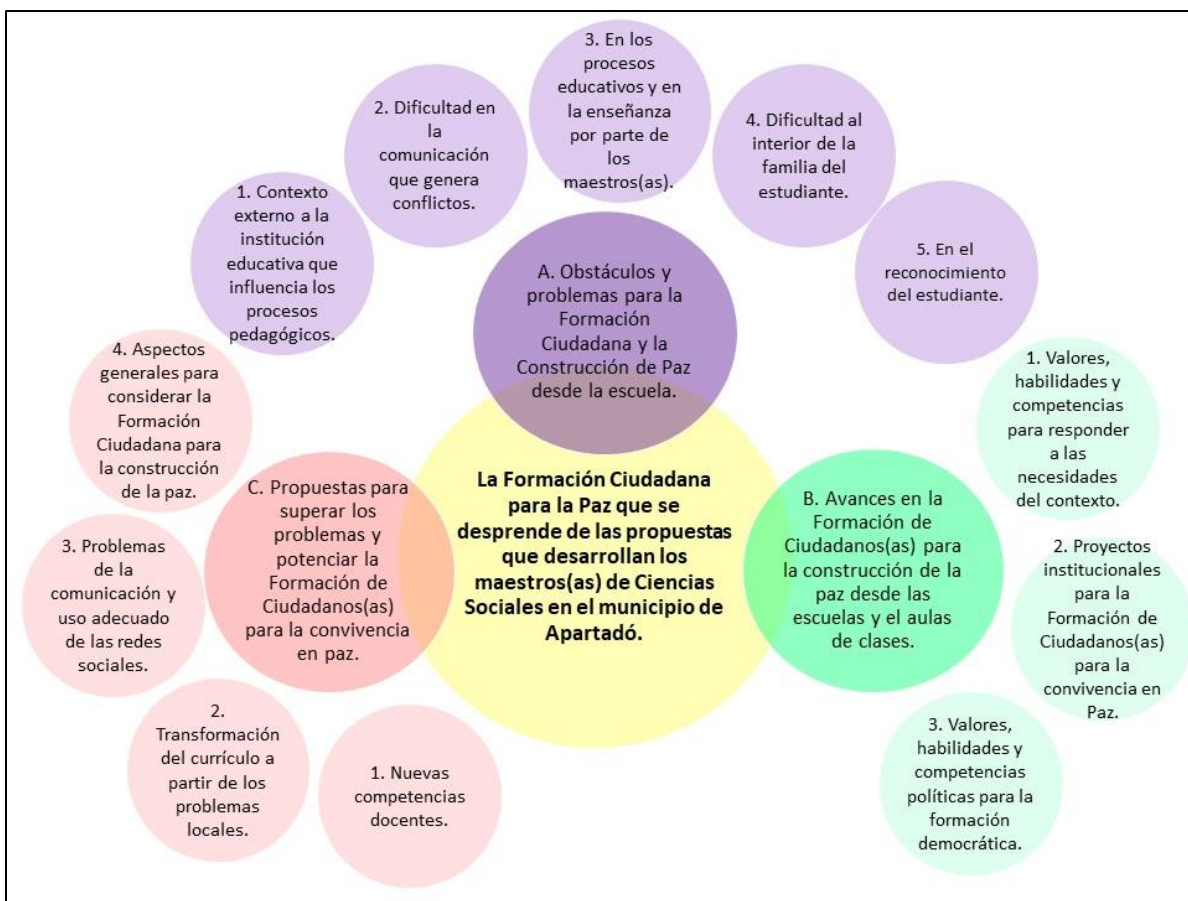 3. En los
procesos
educativos y en
la enseñanza
por parte de
los
maestros(as).
2. Dificultad en
la
comunicación
que genera
conflictos.
4. Dificultad al
interior de la
familia del
estudiante.
1. Contexto
externo a la
institución
educativa que
influencia los
procesos
pedagógicos.
5. En el
reconocimiento
del estudiante.
A. Obstáculos y
problemas para la
Formación
Ciudadana y la
Construcción de Paz
desde la escuela.
La Formación Ciudadana
para la Paz que se
desprende de las propuestas
que desarrollan los
maestros(as) de Ciencias
Sociales en el municipio de
Apartadó.
B. Avances en la
Formación de
Ciudadanos(as) para
la construcción de la
paz desde las
escuelas y el aulas
de clases.
1. Valores,
habilidades y
competencias
para responder
a las
necesidades
del contexto.
2. Proyectos
institucionales
para la
Formación de
Ciudadanos(as)
para la
convivencia en
Paz.
3. Valores,
habilidades y
competencias
políticas para la
formación
democrática.
C. Propuestas para
superar los
problemas y
potenciar la
Formación de
Ciudadanos(as)
para la convivencia
en paz.
4. Aspectos
generales para
considerar la
Formación
Ciudadana para
la construcción
de la paz.
3. Problemas
de la
comunicación y
uso adecuado
de las redes
sociales.
2.
Transformación
del currículo a
partir de los
problemas
locales.
1. Nuevas
competencias
docentes.